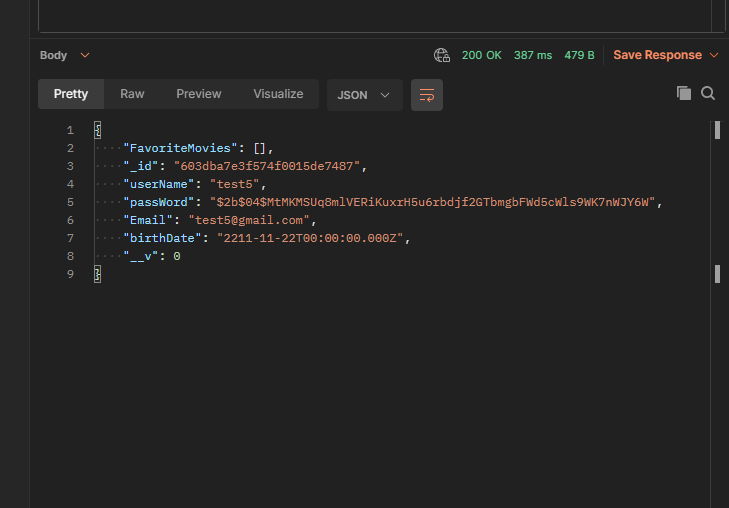 Body 200 OK 387 ms 479 B Save Response
Pretty Raw Preview Visualize JSON
1 {
2 "FavoriteMovies": [],
3 "_id": "603dba7e3f574f0015de7487",
4 "userName": "test5",
5 "passWord": "$2b$04$MtMKMSUq8mlVERiKuxrH5u6rbdjf2GTbmgbFWd5cWls9WK7nWJY6W",
6 "Email": "test5@gmail.com",
7 "birthDate": "2211-11-22T00:00:00.000Z",
8 "__v": 0
9 }